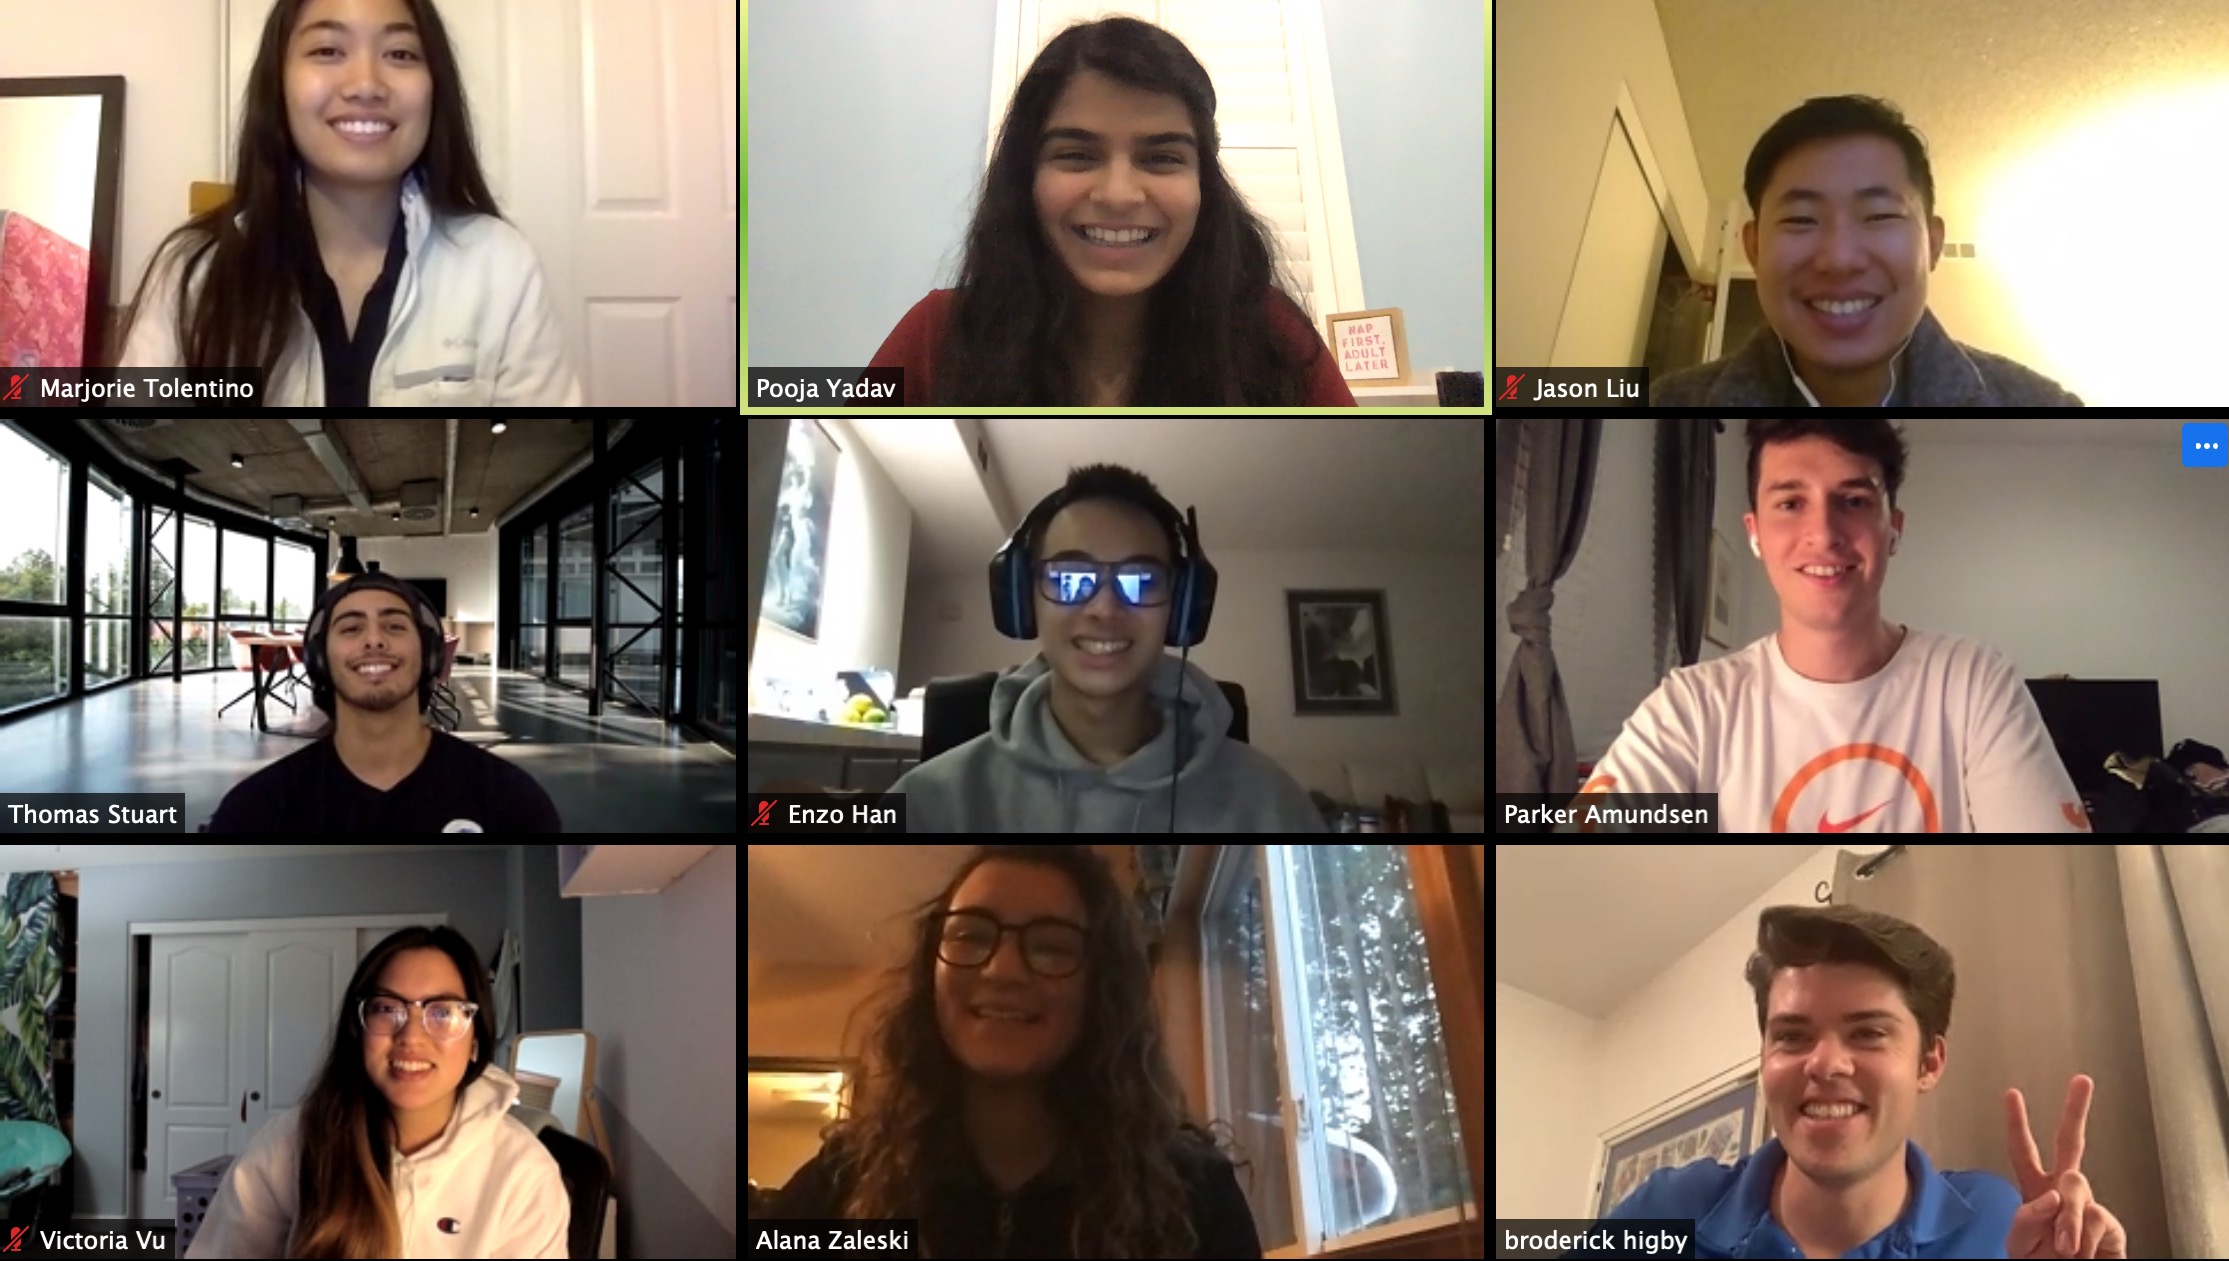 Marjorie Tolentino
Pooja Yadav
NAP
FIRST,
ADULT
LATER
Jason Liu
Thomas Stuart
Enzo Han
Parker Amundsen
Victoria Vu
Alana Zaleski
broderick higby